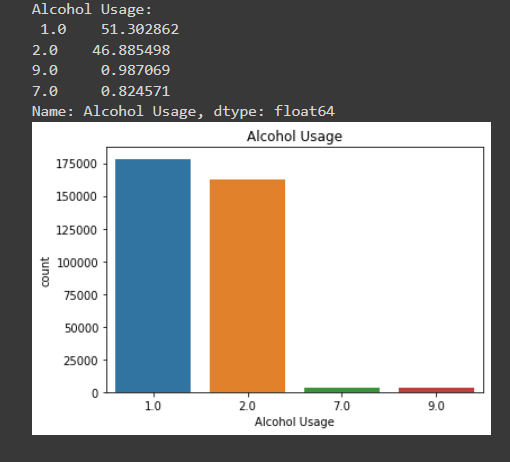 Alcohol Usage:
1.0    51.302862
2.0    46.885498
9.0     0.987069
7.0     0.824571
Name: Alcohol Usage, dtype: float64
Alcohol Usage
175000
150000
125000
100000
75000
50000
25000
0
count
1.0 2.0 7.0 9.0
Alcohol Usage